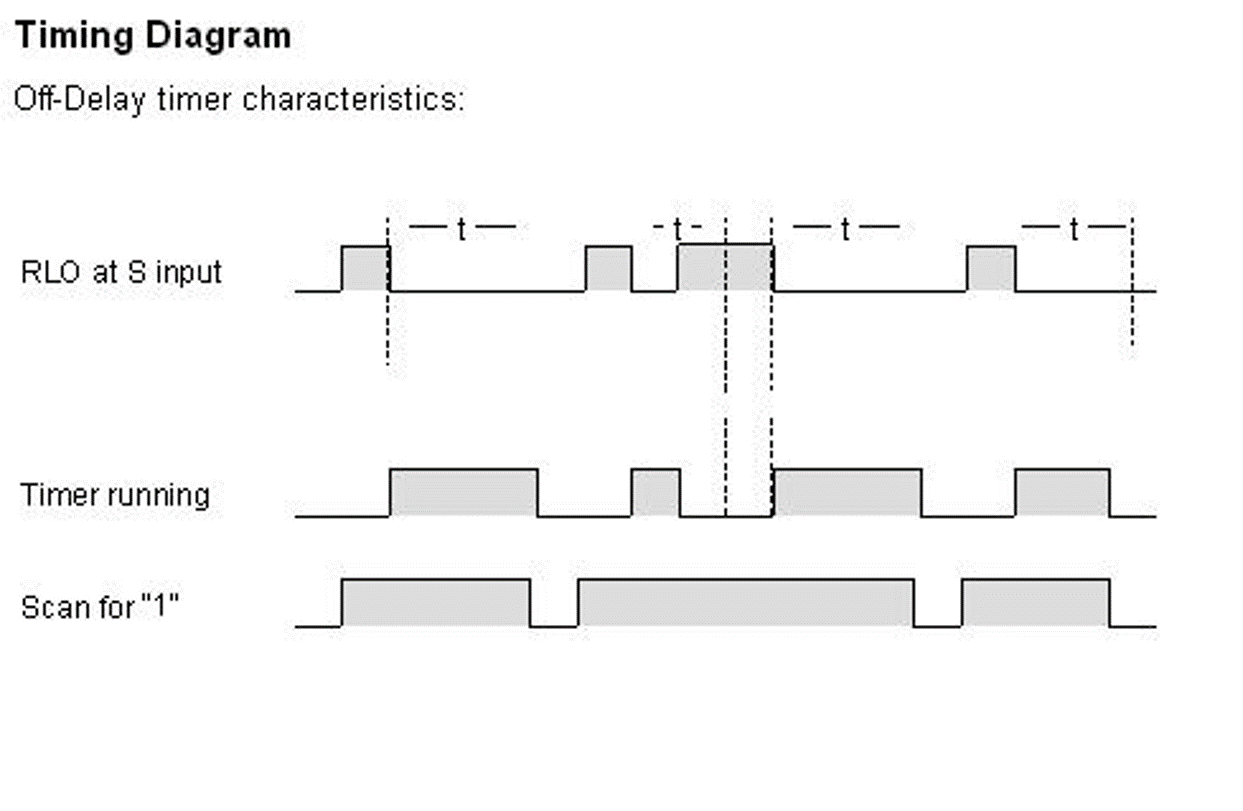 Timing Diagram
Off-Delay timer characteristics:
t t t t
RLO at S input
Timer running
Scan for "1"